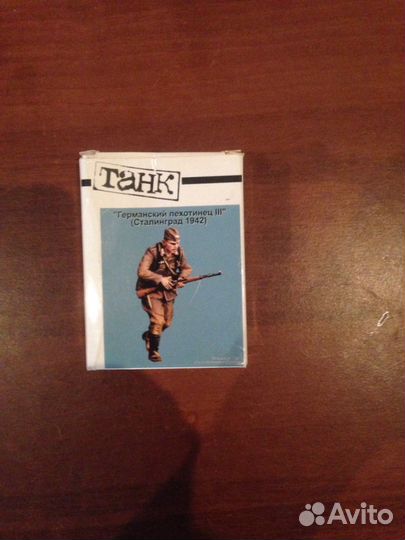 танк
"Германский пехотинец III"
(Сталинград 1942)
Avito